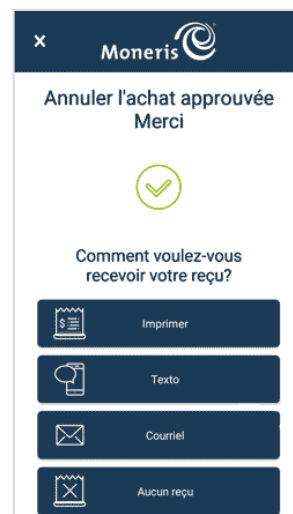 ×
Moneris
Annuler l'achat approuvée
Merci
Comment voulez-vous
recevoir votre reçu?
$
Imprimer
Texto
Courriel
Aucun reçu